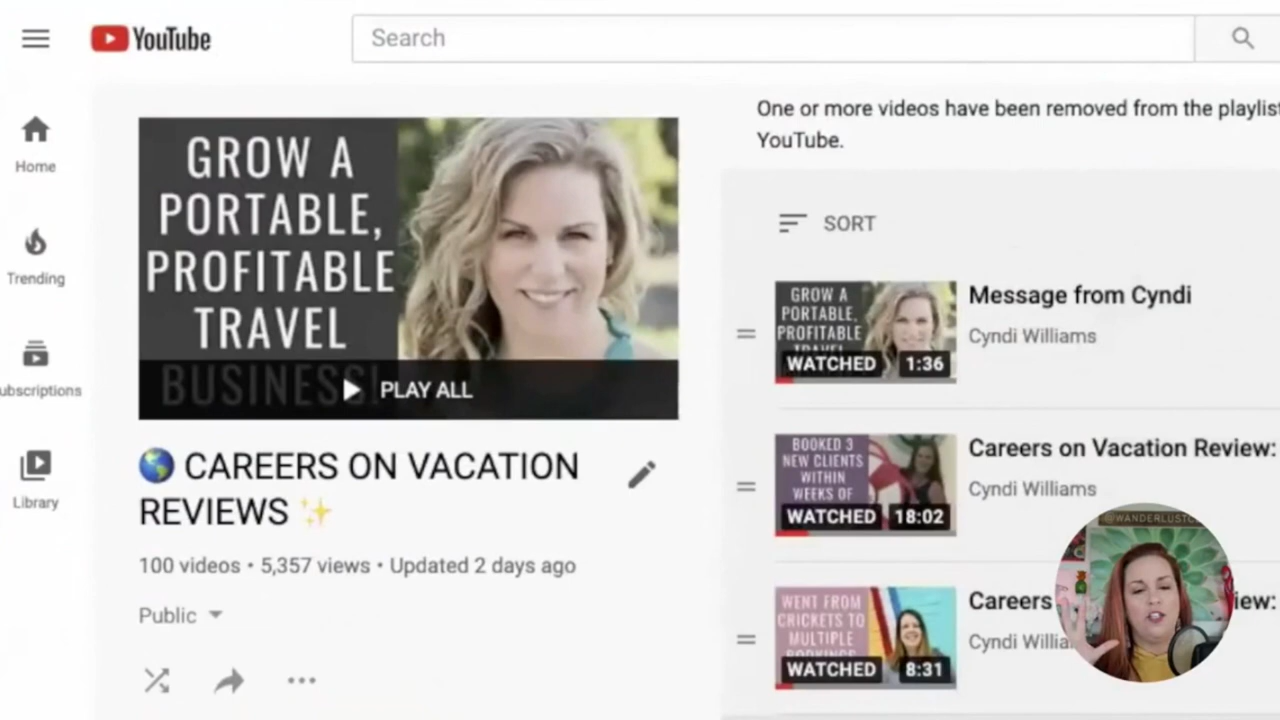 YouTube
Search
Home
Trending
ubscriptions
Library
GROW A
PORTABLE,
PROFITABLE
TRAVEL
BUSINESS!
PLAY ALL
🌎 CAREERS ON VACATION
REVIEWS ✨
100 videos • 5,357 views • Updated 2 days ago
Public
One or more videos have been removed from the playlist
YouTube.
SORT
GROW A
PORTABLE,
PROFITABLE
TRAVEL
WATCHED 1:36
Message from Cyndi
Cyndi Williams
BOOKED 3
NEW CLIENTS
WITHIN
WEEKS OF
WATCHED 18:02
Careers on Vacation Review:
Cyndi Williams
WENT FROM
CRICKETS TO
MULTIPLE
BOOKINGS
WATCHED 8:31
Careers iew:
Cyndi Willia
@WANDERLUSTC